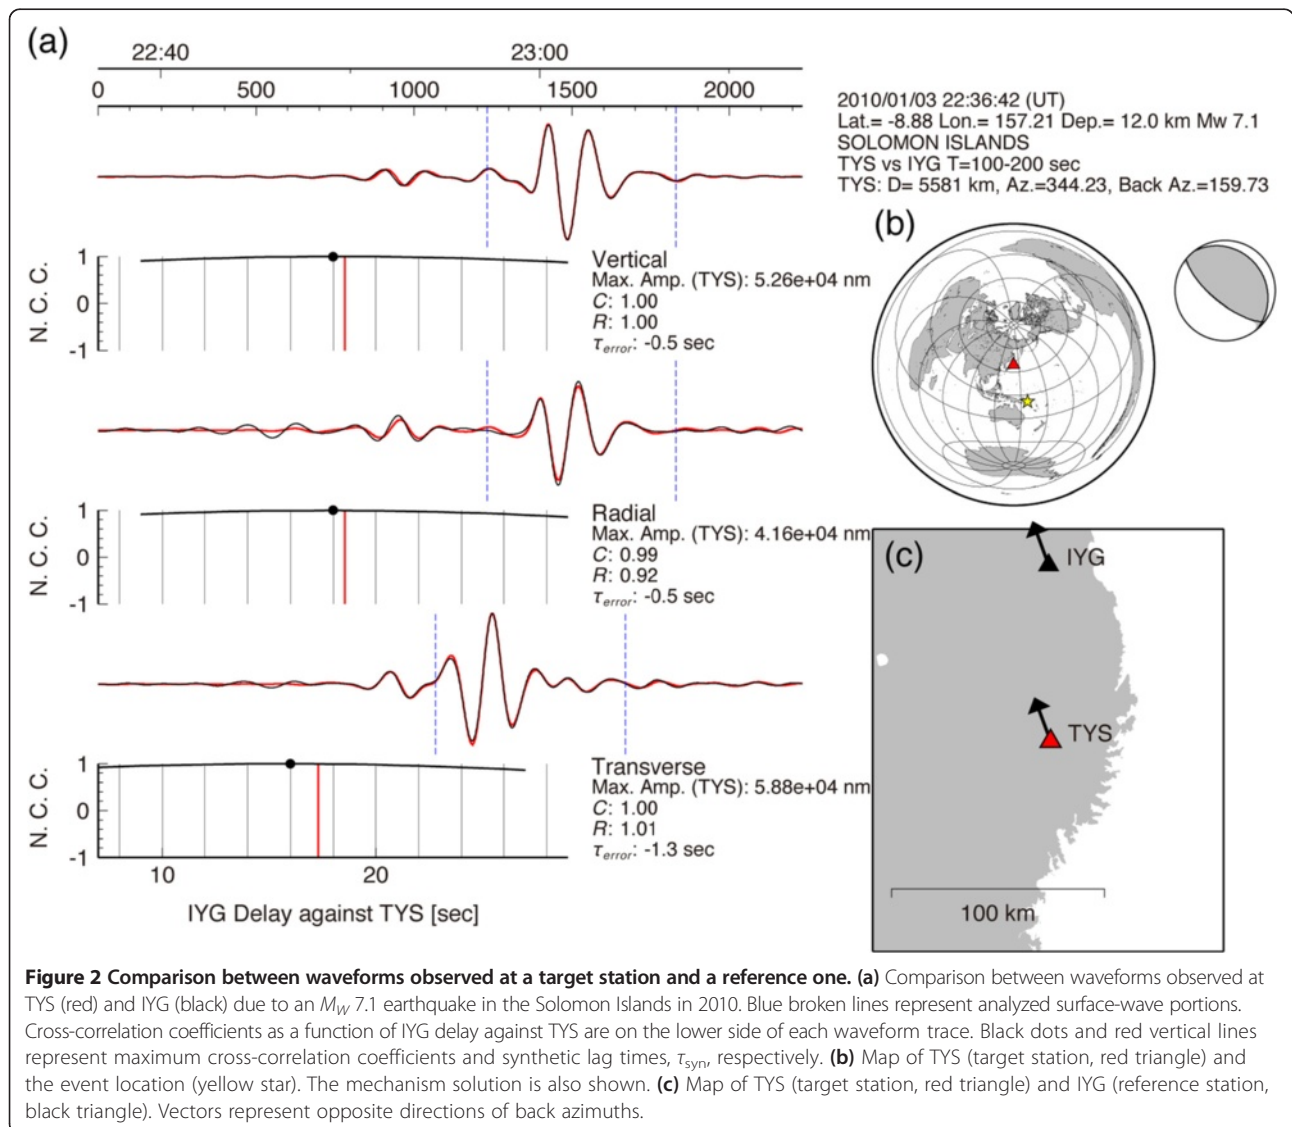 (a)
22:40 23:00
0 500 1000 1500 2000
2010/01/03 22:36:42 (UT)
Lat.= -8.88 Lon.= 157.21 Dep.= 12.0 km Mw 7.1
SOLOMON ISLANDS
TYS vs IYG T=100-200 sec
TYS: D= 5581 km, Az.=344.23, Back Az.=159.73
N. C. C.
1
0
-1
Vertical
Max. Amp. (TYS): 5.26e+04 nm
C: 1.00
R: 1.00
τerror: -0.5 sec
N. C. C.
1
0
-1
Radial
Max. Amp. (TYS): 4.16e+04 nm
C: 0.99
R: 0.92
τerror: -0.5 sec
N. C. C.
1
0
-1
Transverse
Max. Amp. (TYS): 5.88e+04 nm
C: 1.00
R: 1.01
τerror: -1.3 sec
10 20
IYG Delay against TYS [sec]
(b)
(c)
IYG
TYS
100 km
Figure 2 Comparison between waveforms observed at a target station and a reference one. (a) Comparison between waveforms observed at
TYS (red) and IYG (black) due to an MW 7.1 earthquake in the Solomon Islands in 2010. Blue broken lines represent analyzed surface-wave portions.
Cross-correlation coefficients as a function of IYG delay against TYS are on the lower side of each waveform trace. Black dots and red vertical lines
represent maximum cross-correlation coefficients and synthetic lag times, τsyn, respectively. (b) Map of TYS (target station, red triangle) and
the event location (yellow star). The mechanism solution is also shown. (c) Map of TYS (target station, red triangle) and IYG (reference station,
black triangle). Vectors represent opposite directions of back azimuths.